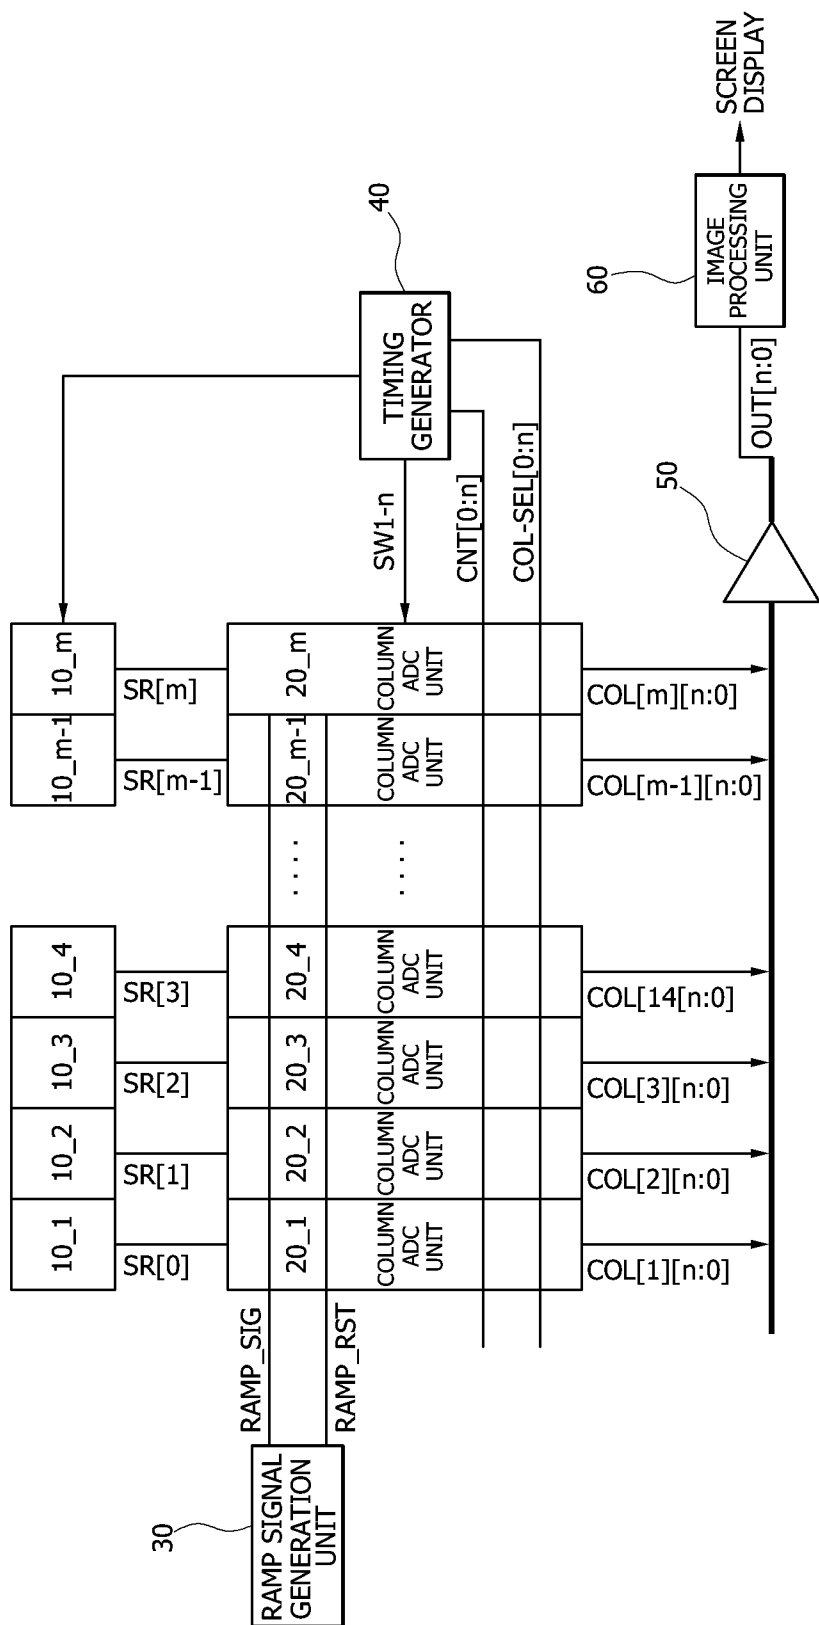 10_1
10_2
10_3
10_4
10_m-1
10_m
SR[0]
SR[1]
SR[2]
SR[3]
SR[m-1]
SR[m]
30
RAMP SIGNAL
GENERATION
UNIT
RAMP_SIG
RAMP_RST
20_1
20_2
20_3
20_4
. . . .
20_m-1
20_m
COLUMN
ADC
UNIT
COLUMN
ADC
UNIT
COLUMN
ADC
UNIT
COLUMN
ADC
UNIT
. . . .
COLUMN
ADC
UNIT
COLUMN
ADC
UNIT
40
TIMING
GENERATOR
SW1-n
CNT[0:n]
COL-SEL[0:n]
COL[1][n:0]
COL[2][n:0]
COL[3][n:0]
COL[14[n:0]
COL[m-1][n:0]
COL[m][n:0]
50
OUT[n:0]
60
IMAGE
PROCESSING
UNIT
SCREEN
DISPLAY